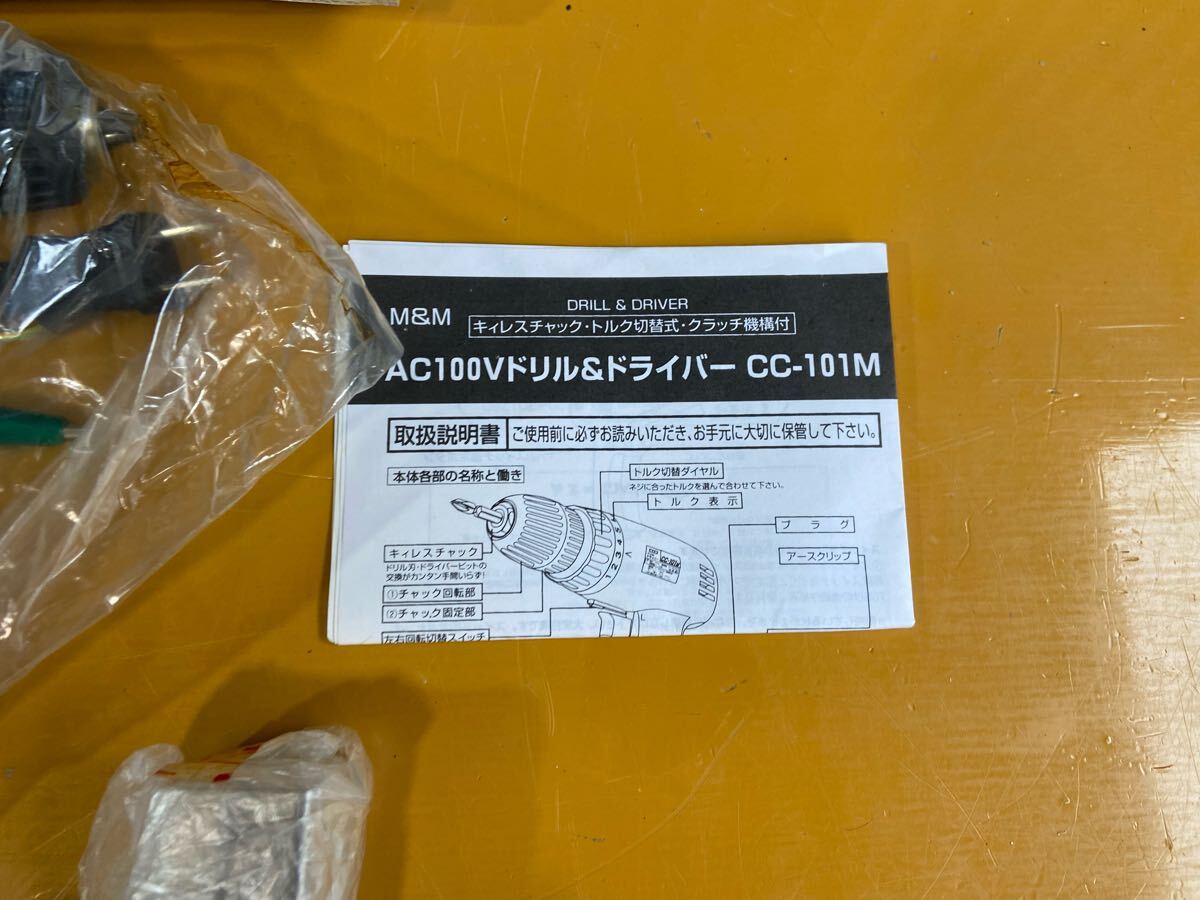 DRILL & DRIVER
M&M
キィレスチャック・トルク切替式・クラッチ機構付
AC100Vドリル&ドライバー CC-101M
取扱説明書
ご使用前に必ずお読みいただき、お手元に大切に保管して下さい。
本体各部の名称と働き
トルク切替ダイヤル
ネジに合ったトルクを選んで合わせて下さい。
トルク表示
プラグ
アースクリップ
キィレスチャック
ドリル刃・ドライバービットの
交換がカンタン手間いらず!
①チャック回転部
②チャック固定部
左右回転切替スイッチ
1 2 3 4 5
CC-101M
L